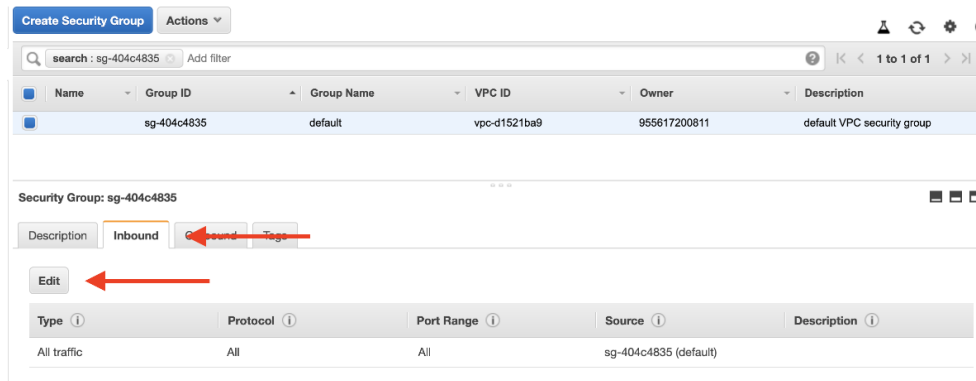 Create Security Group Actions
search : sg-404c4835 Add filter 1 to 1 of 1
Name Group ID Group Name VPC ID Owner Description
sg-404c4835 default vpc-d1521ba9 955617200811 default VPC security group
Security Group: sg-404c4835
Description Inbound Outbound Tags
Edit
Type Protocol Port Range Source Description
All traffic All All sg-404c4835 (default)